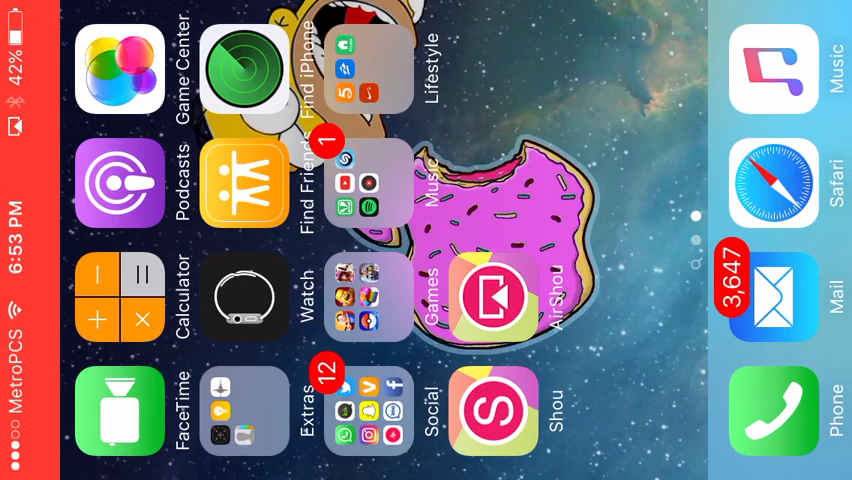 MetroPCS 6:53 PM 42%
FaceTime Calculator Podcasts Game Center
Extras Watch Find Friends Find iPhone
12 1
Social Games Music Lifestyle
5
Shou AirShou
3,647
Phone Mail Safari Music